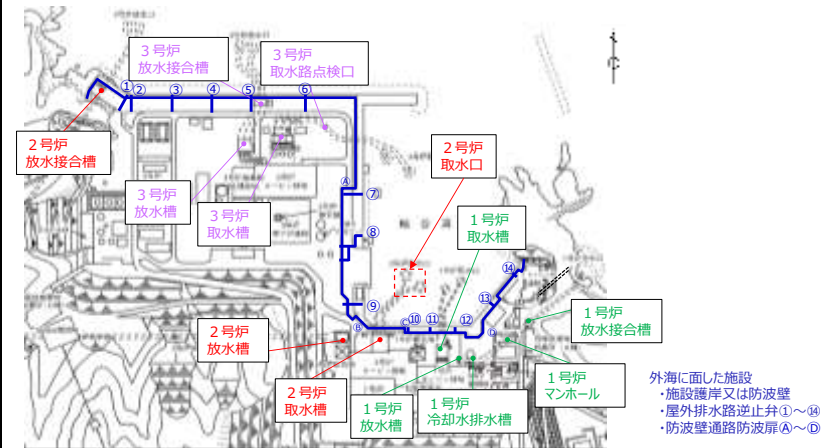 3号炉
放水接合槽
3号炉
取水路点検口
①
②
③
④
⑤
⑥
2号炉
放水接合槽
2号炉
取水口
3号炉
放水槽
3号炉
取水槽
Ⓐ
⑦
1号炉
取水槽
⑧
⑭
⑬
⑨
Ⓑ
Ⓒ
⑩
⑪
⑫
Ⓓ
1号炉
放水接合槽
2号炉
放水槽
2号炉
取水槽
1号炉
放水槽
1号炉
冷却水排水槽
1号炉
マンホール
外海に面した施設
・施設護岸又は防波壁
・屋外排水路逆止弁①～⑭
・防波壁通路防波扉Ⓐ～Ⓓ